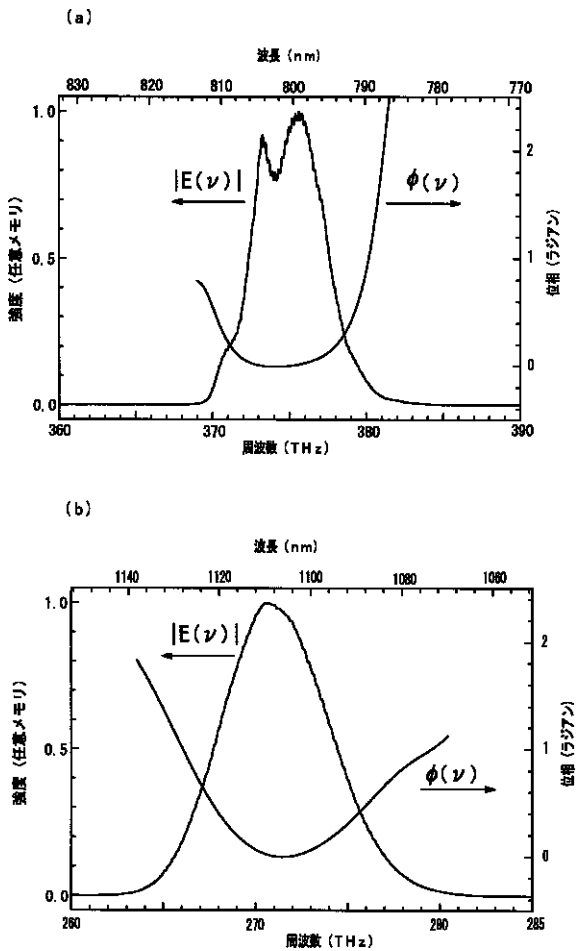 (a)
波長 (nm)
830 820 810 800 790 780 770
1.0
0.5
0.0
強度 (任意メモリ)
|E(ν)|
φ(ν)
2
1
0
位相 (ラジアン)
360 370 380 390
周波数 (THz)
(b)
波長 (nm)
1140 1120 1100 1080 1060
1.0
0.5
0.0
強度 (任意メモリ)
|E(ν)|
φ(ν)
2
1
0
位相 (ラジアン)
260 270 280 285
周波数 (THz)